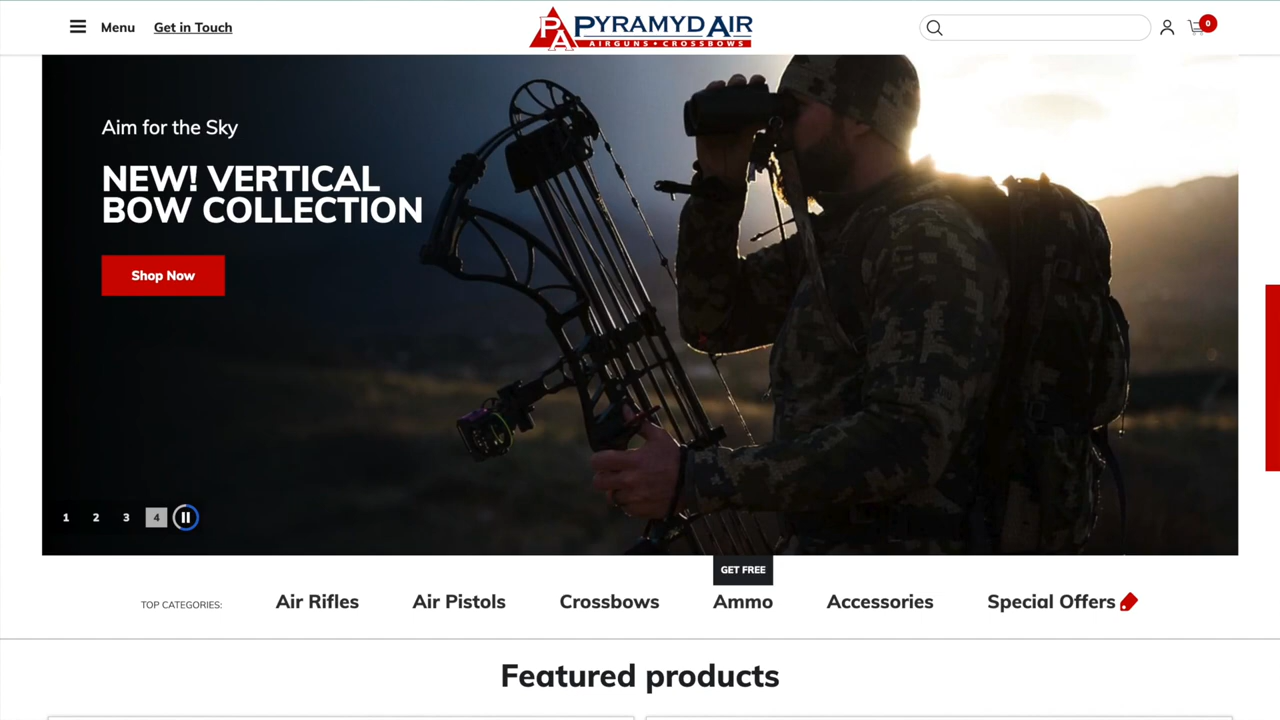 Menu
Get in Touch
PA PYRAMYD AIR
AIRGUNS • CROSSBOWS
0
Aim for the Sky
NEW! VERTICAL
BOW COLLECTION
Shop Now
1 2 3 4
GET FREE
TOP CATEGORIES: Air Rifles Air Pistols Crossbows Ammo Accessories Special Offers
Featured products